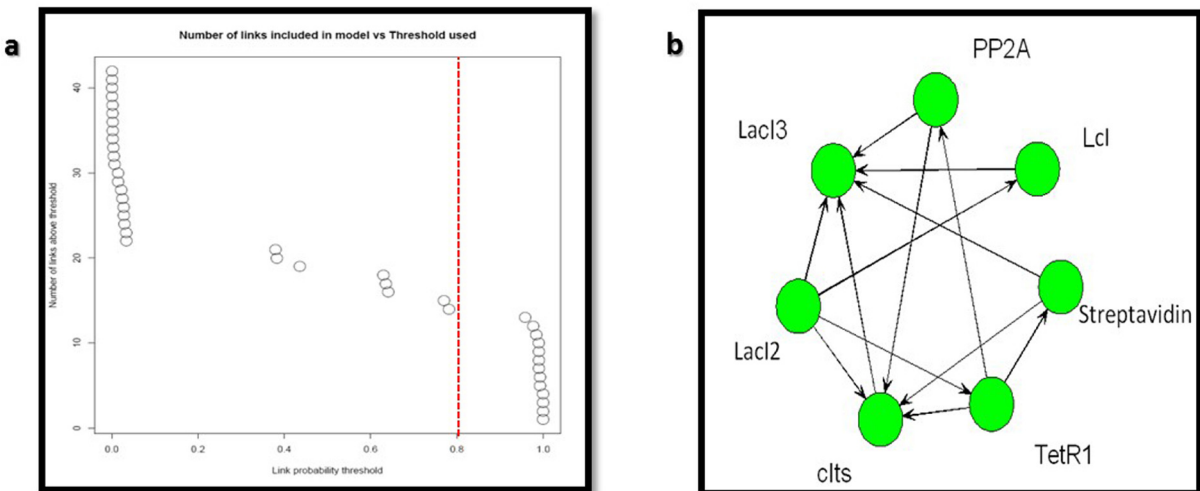 a
Number of links included in model vs Threshold used
Number of links above threshold
40
30
20
10
0
0.0 0.2 0.4 0.6 0.8 1.0
Link probability threshold
b
PP2A
LacI3
LcI
Streptavidin
LacI2
TetR1
cIts